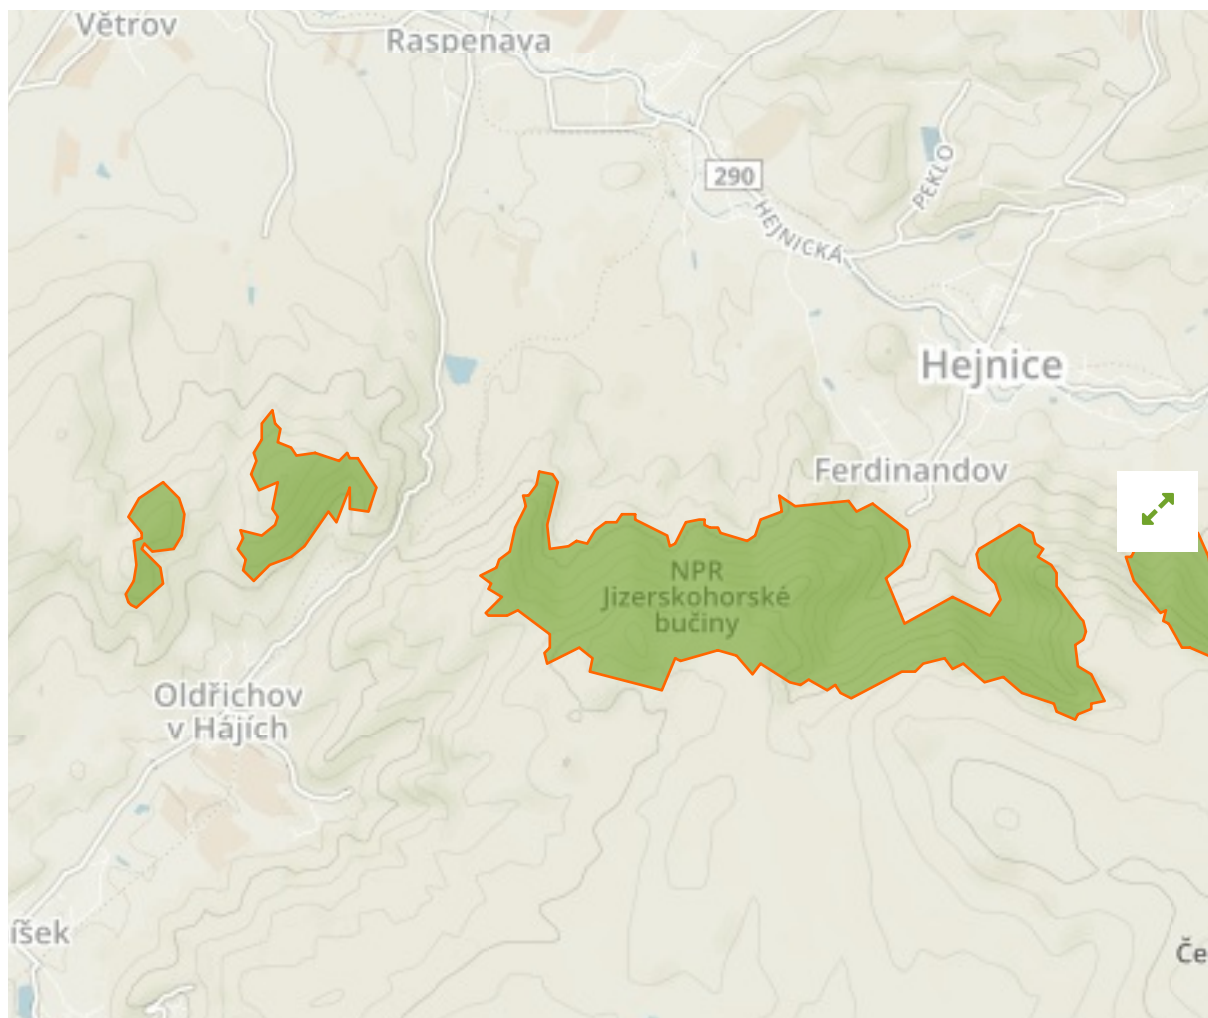 Větrov
Raspenava
290
PEKLO
HEJNICKÁ
Hejnice
Ferdinandov
NPR
Jizerskohorské
bučiny
Oldřichov
v Hájích
íšek
Če